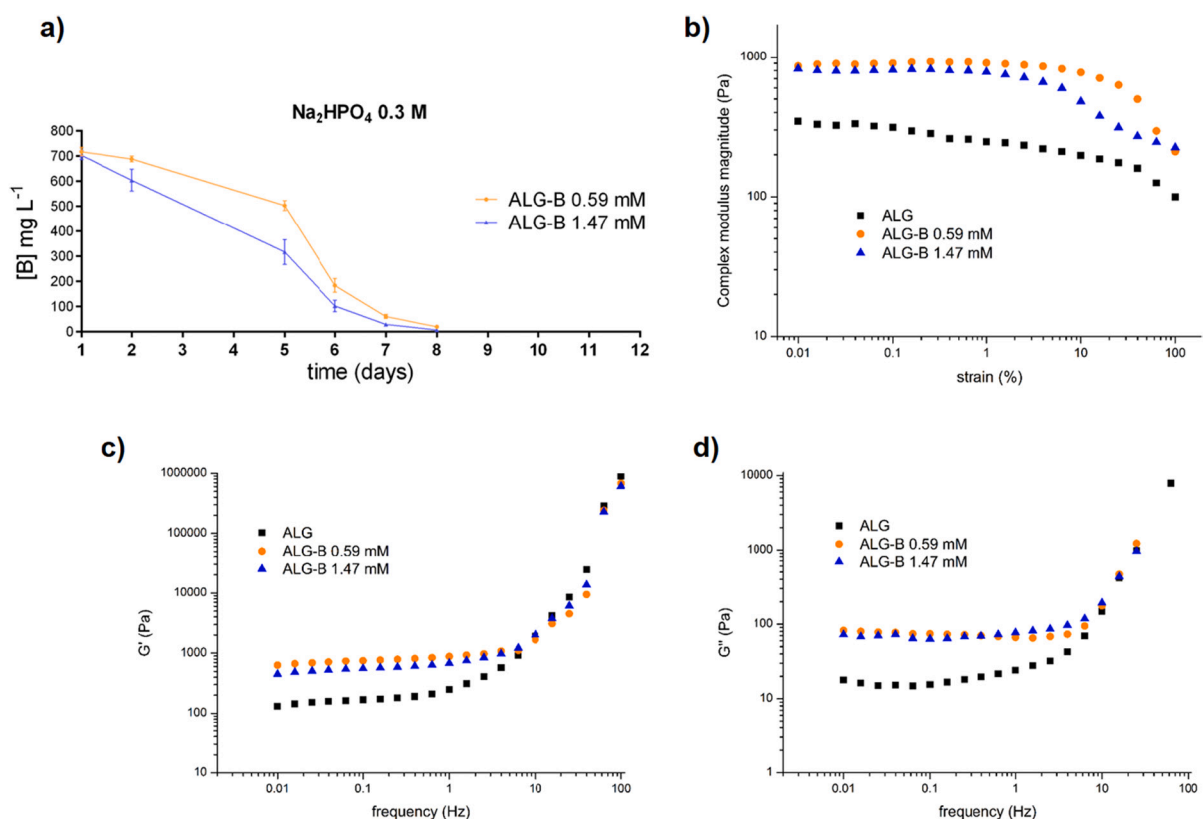 a)
Na₂HPO₄ 0.3 M
800
700
600
500
400
300
200
100
0
[B] mg L⁻¹
1 2 3 4 5 6 7 8 9 10 11 12
time (days)
ALG-B 0.59 mM
ALG-B 1.47 mM
b)
1000
100
10
Complex modulus magnitude (Pa)
ALG
ALG-B 0.59 mM
ALG-B 1.47 mM
0.01 0.1 1 10 100
strain (%)
c)
1000000
100000
10000
1000
100
10
G' (Pa)
ALG
ALG-B 0.59 mM
ALG-B 1.47 mM
0.01 0.1 1 10 100
frequency (Hz)
d)
10000
1000
100
10
1
G'' (Pa)
ALG
ALG-B 0.59 mM
ALG-B 1.47 mM
0.01 0.1 1 10 100
frequency (Hz)